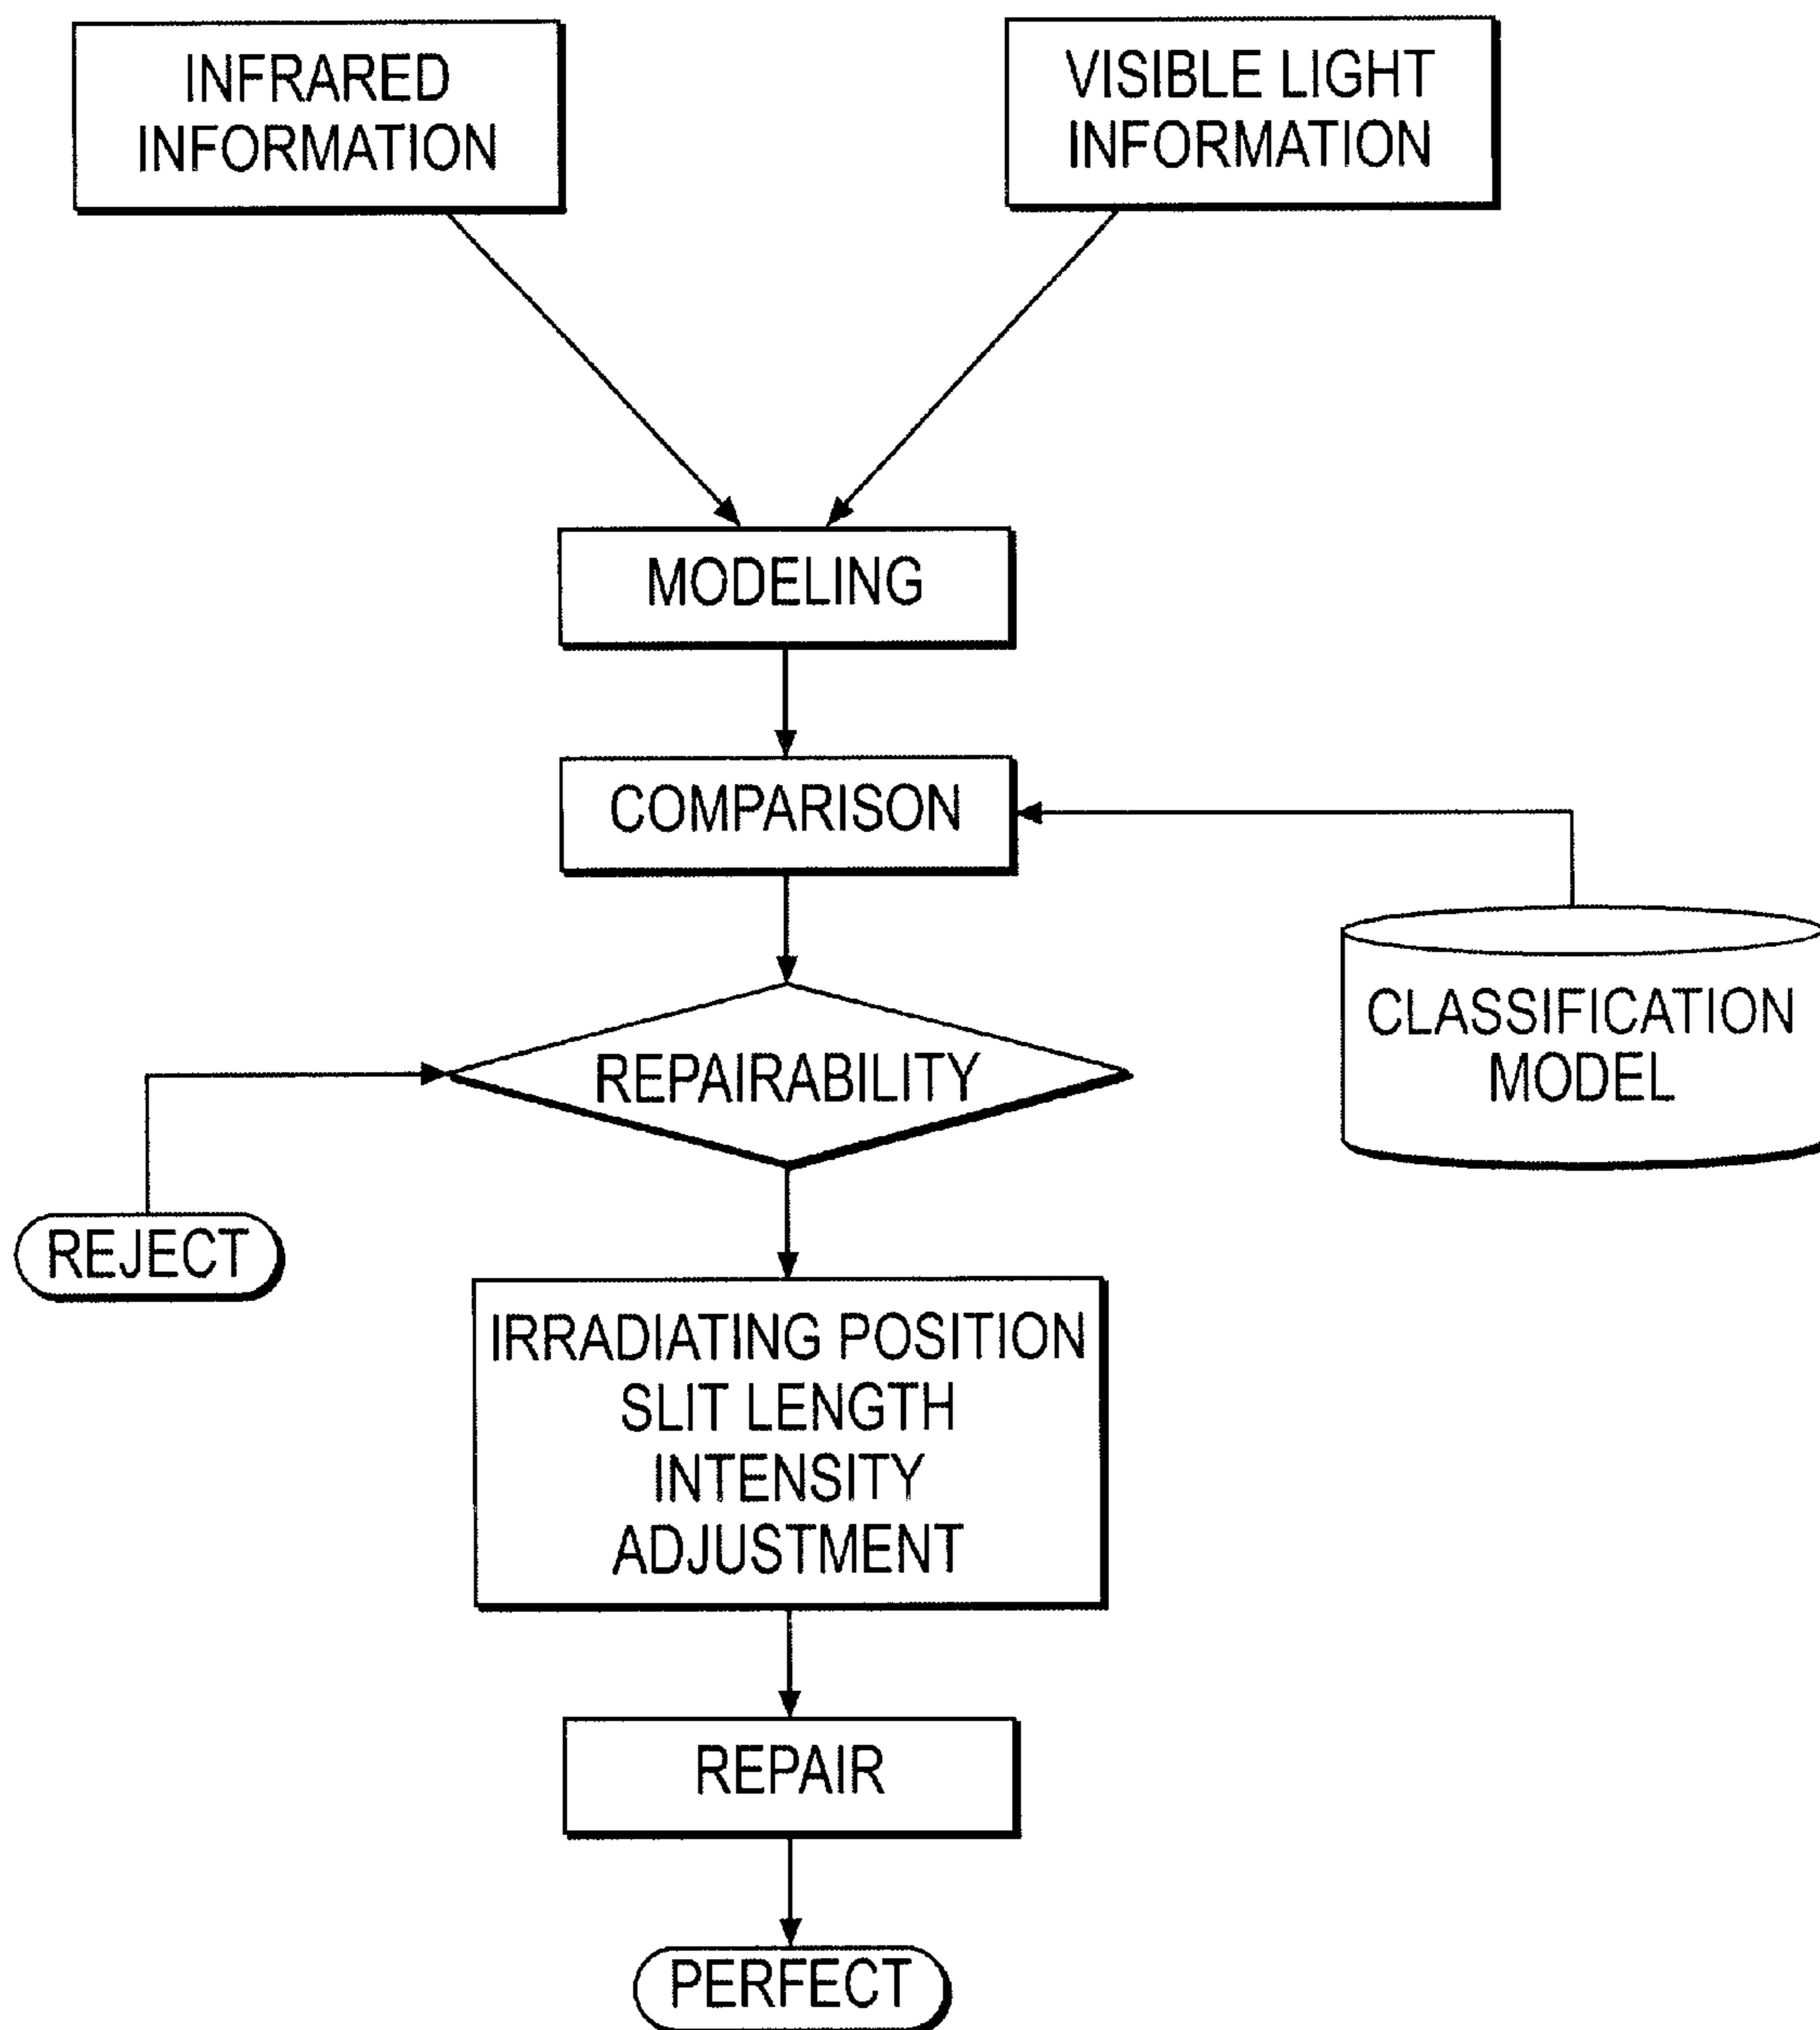 INFRARED
INFORMATION
VISIBLE LIGHT
INFORMATION
MODELING
COMPARISON
CLASSIFICATION
MODEL
REPAIRABILITY
REJECT
IRRADIATING POSITION
SLIT LENGTH
INTENSITY
ADJUSTMENT
REPAIR
PERFECT